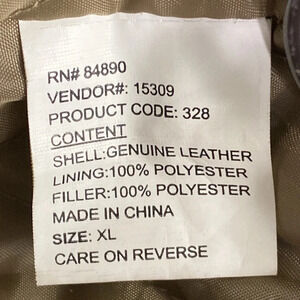 RN# 84890
VENDOR#: 15309
PRODUCT CODE: 328
CONTENT
SHELL:GENUINE LEATHER
LINING:100% POLYESTER
FILLER:100% POLYESTER
MADE IN CHINA
SIZE: XL
CARE ON REVERSE